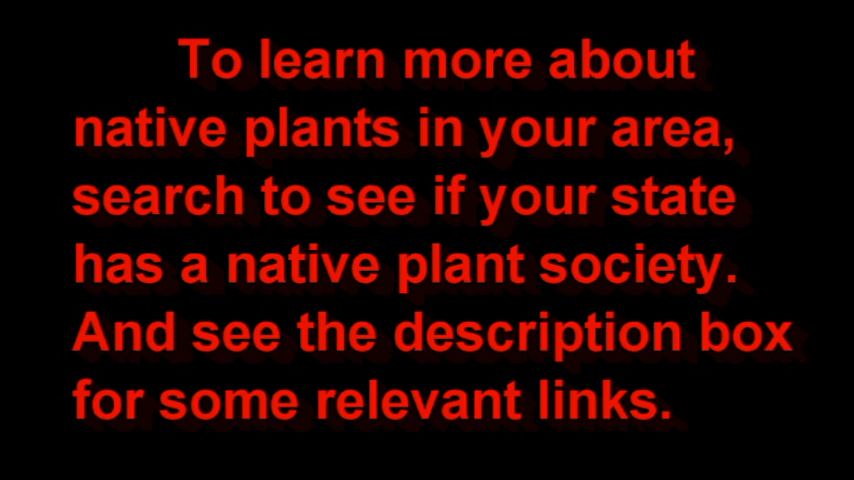 To learn more about
native plants in your area,
search to see if your state
has a native plant society.
And see the description box
for some relevant links.